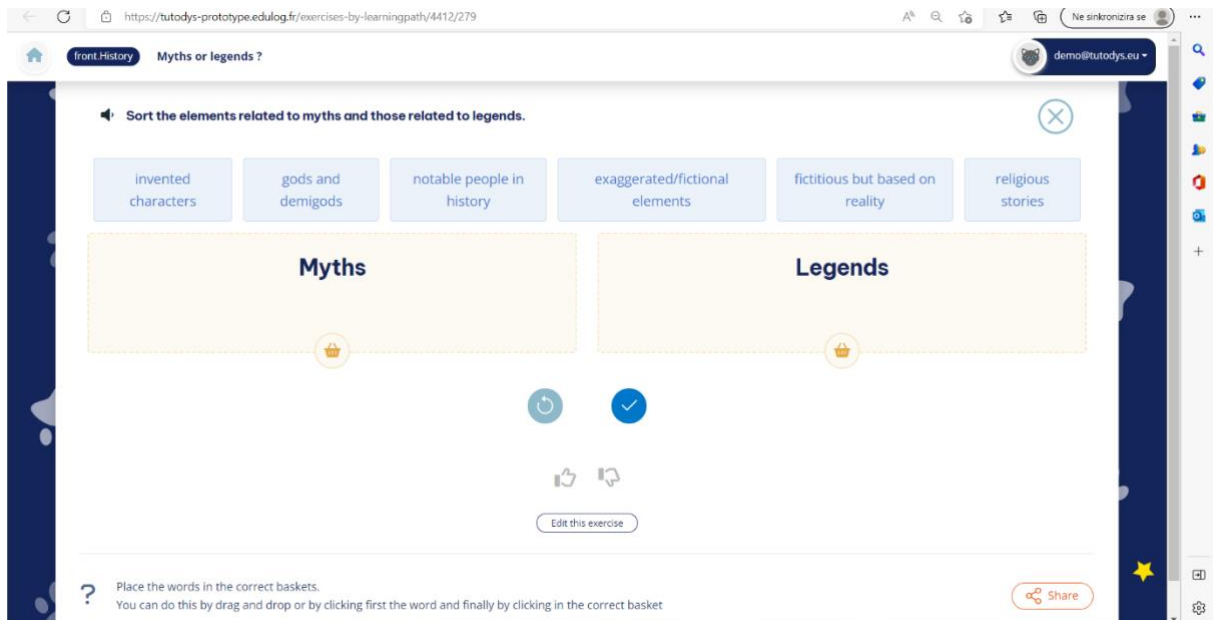 https://tutodys-prototype.edulog.fr/exercises-by-learningpath/4412/279
Ne sinkronizira se
front.History
Myths or legends ?
demo@tutodys.eu
Sort the elements related to myths and those related to legends.
invented
characters
gods and
demigods
notable people in
history
exaggerated/fictional
elements
fictitious but based on
reality
religious
stories
Myths
Legends
Edit this exercise
?
Place the words in the correct baskets.
You can do this by drag and drop or by clicking first the word and finally by clicking in the correct basket
Share